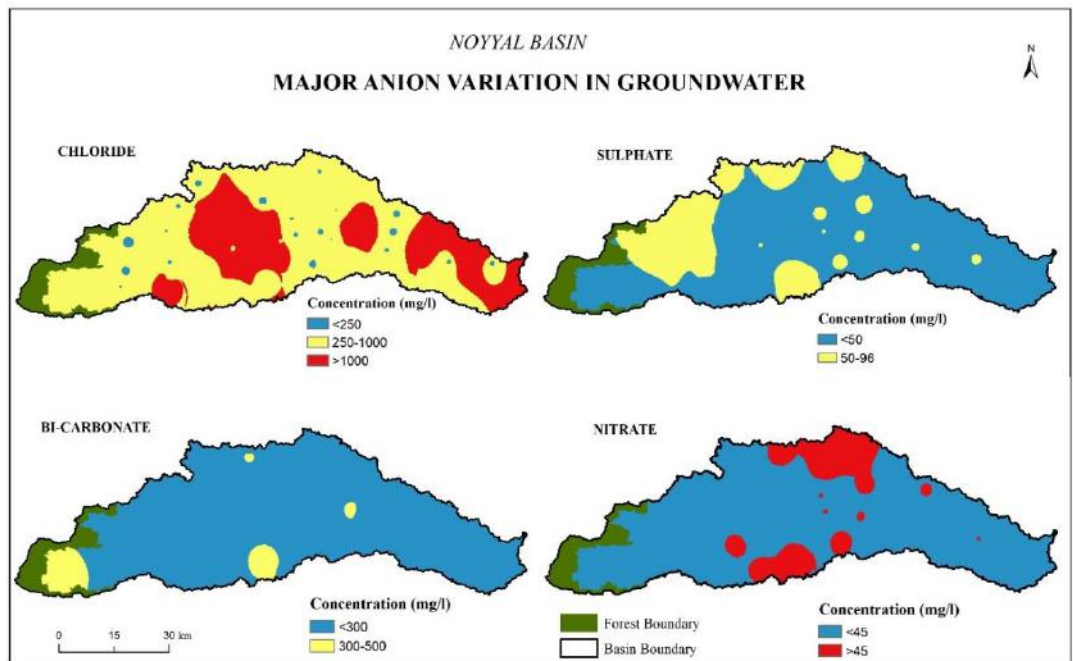 NOYYAL BASIN
N
MAJOR ANION VARIATION IN GROUNDWATER
CHLORIDE
Concentration (mg/l)
<250
250-1000
>1000
SULPHATE
Concentration (mg/l)
<50
50-96
BI-CARBONATE
Concentration (mg/l)
<300
300-500
0 15 30 km
NITRATE
Forest Boundary
Basin Boundary
Concentration (mg/l)
<45
>45